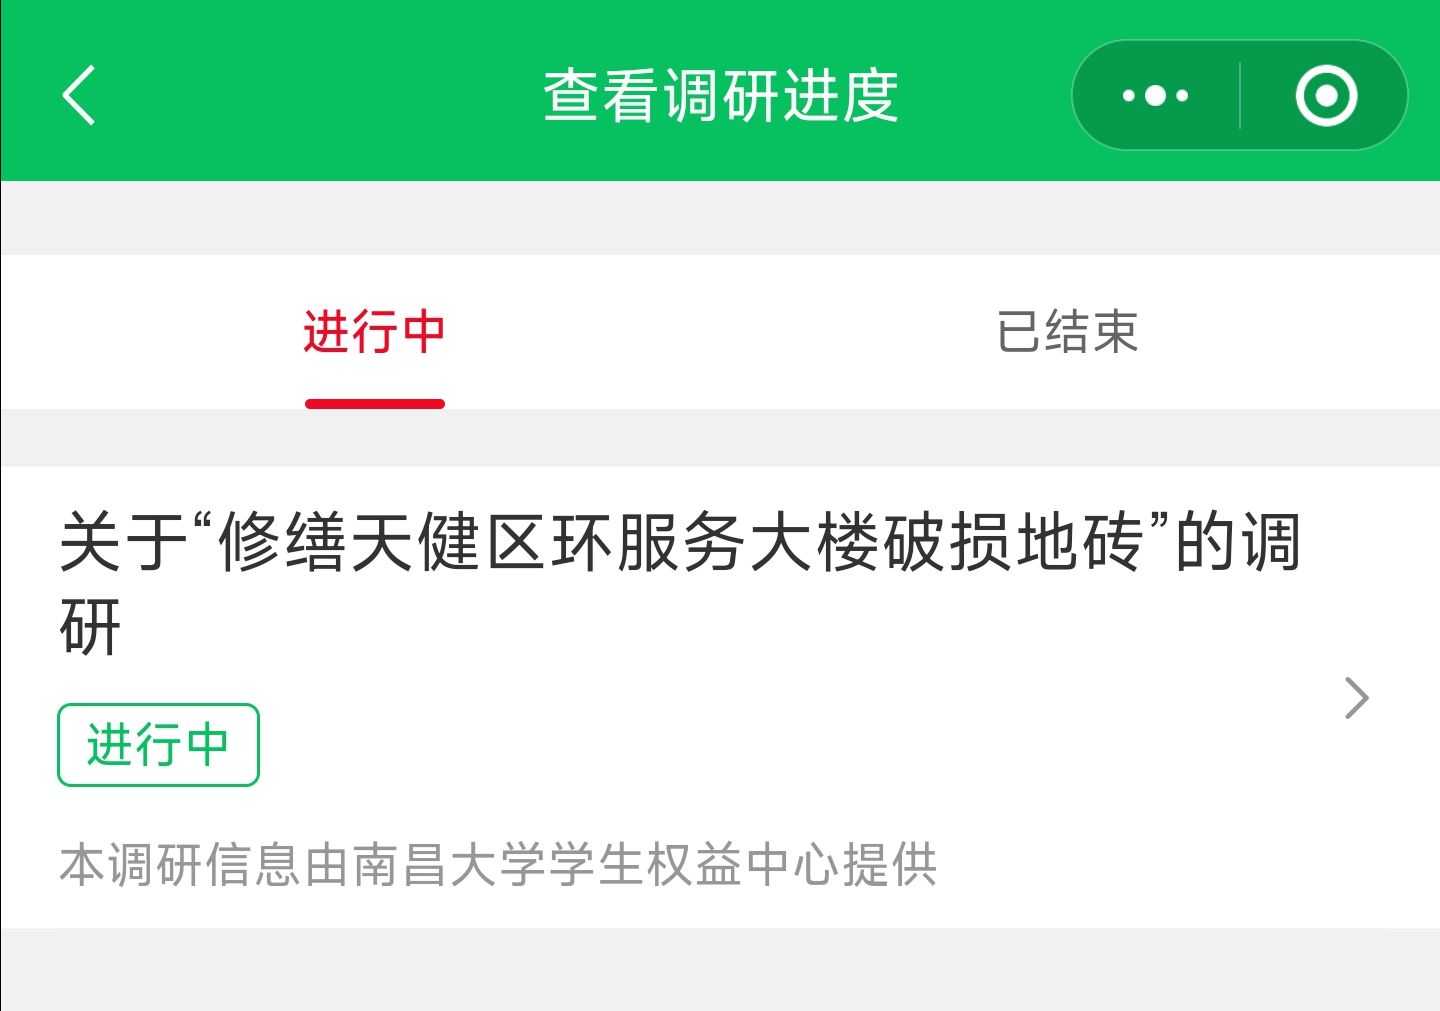 查看调研进度
进行中
已结束
关于“修缮天健区环服务大楼破损地砖”的调
研
进行中
本调研信息由南昌大学学生权益中心提供